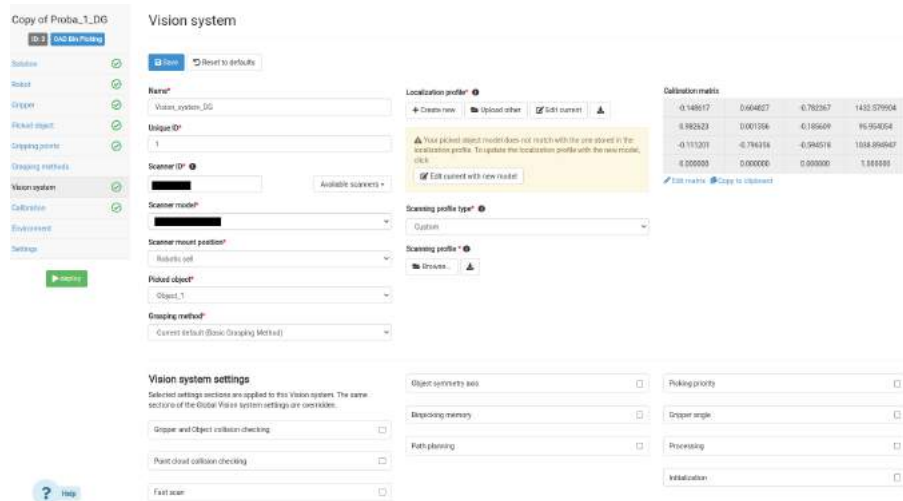 Copy of Proba_1_DG
ID: 2 DAD Bin Picking
Solution
Robot
Gripper
Picked object
Gripping points
Grasping methods
Vision system
Calibration
Environment
Settings
Deploy
Help
Vision system
Save Reset to defaults
Name*
Vision_system_DG
Unique ID*
1
Scanner ID*
Available scanners
Scanner model*
Scanner mount position*
Robotic cell
Picked object*
Object_1
Grasping method*
Current default (Basic Grasping Method)
Localization profile*
Create new Upload other Edit current
Your picked object model does not match with the one stored in the
localization profile. To update the localization profile with the new model,
click
Edit current with new model
Scanning profile type*
Custom
Scanning profile *
Browse..
Calibration matrix
-0.148617 0.604827 -0.782367 1432.579904
0.982623 0.001306 -0.185609 96.954054
-0.111201 -0.796356 -0.594518
0.000000 0.000000 0.000000 1.000000
Edit matrix Copy to clipboard
Vision system settings
Selected settings sections are applied to this Vision system. The same
sections of the Global Vision system settings are overridden.
Gripper and Object collision checking
Point cloud collision checking
Fast scan
Object symmetry axis
Binpicking memory
Path planning
Picking priority
Gripper angle
Processing
Initialization